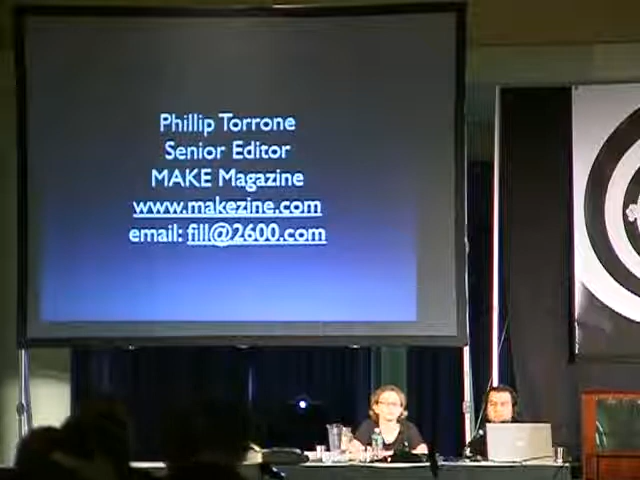 Phillip Torrone
Senior Editor
MAKE Magazine
www.makezine.com
email: fill@2600.com